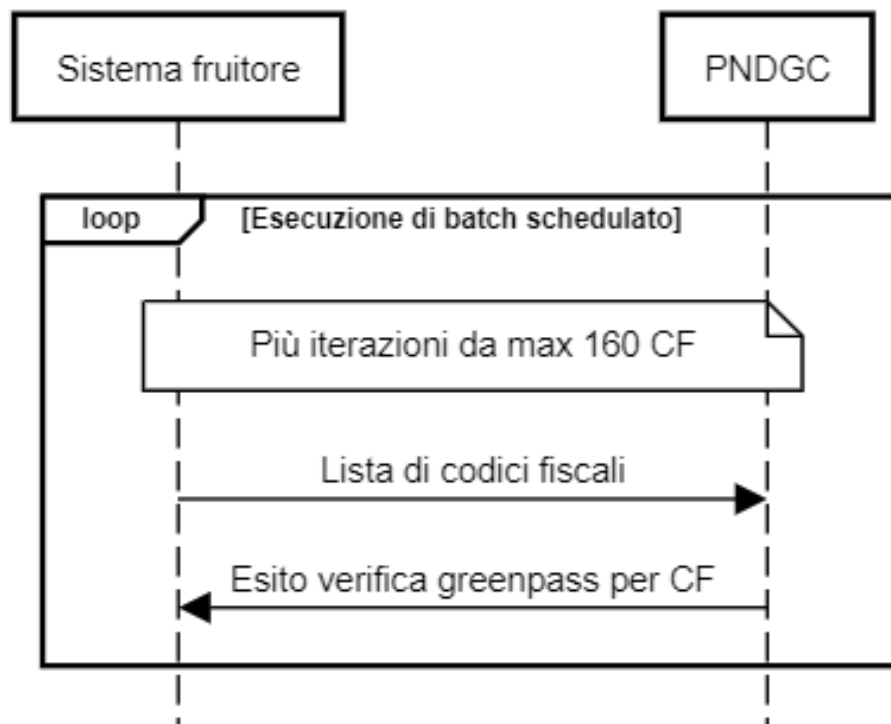 Sistema fruitore
PNDGC
loop
[Esecuzione di batch schedulato]
Più iterazioni da max 160 CF
Lista di codici fiscali
Esito verifica greenpass per CF